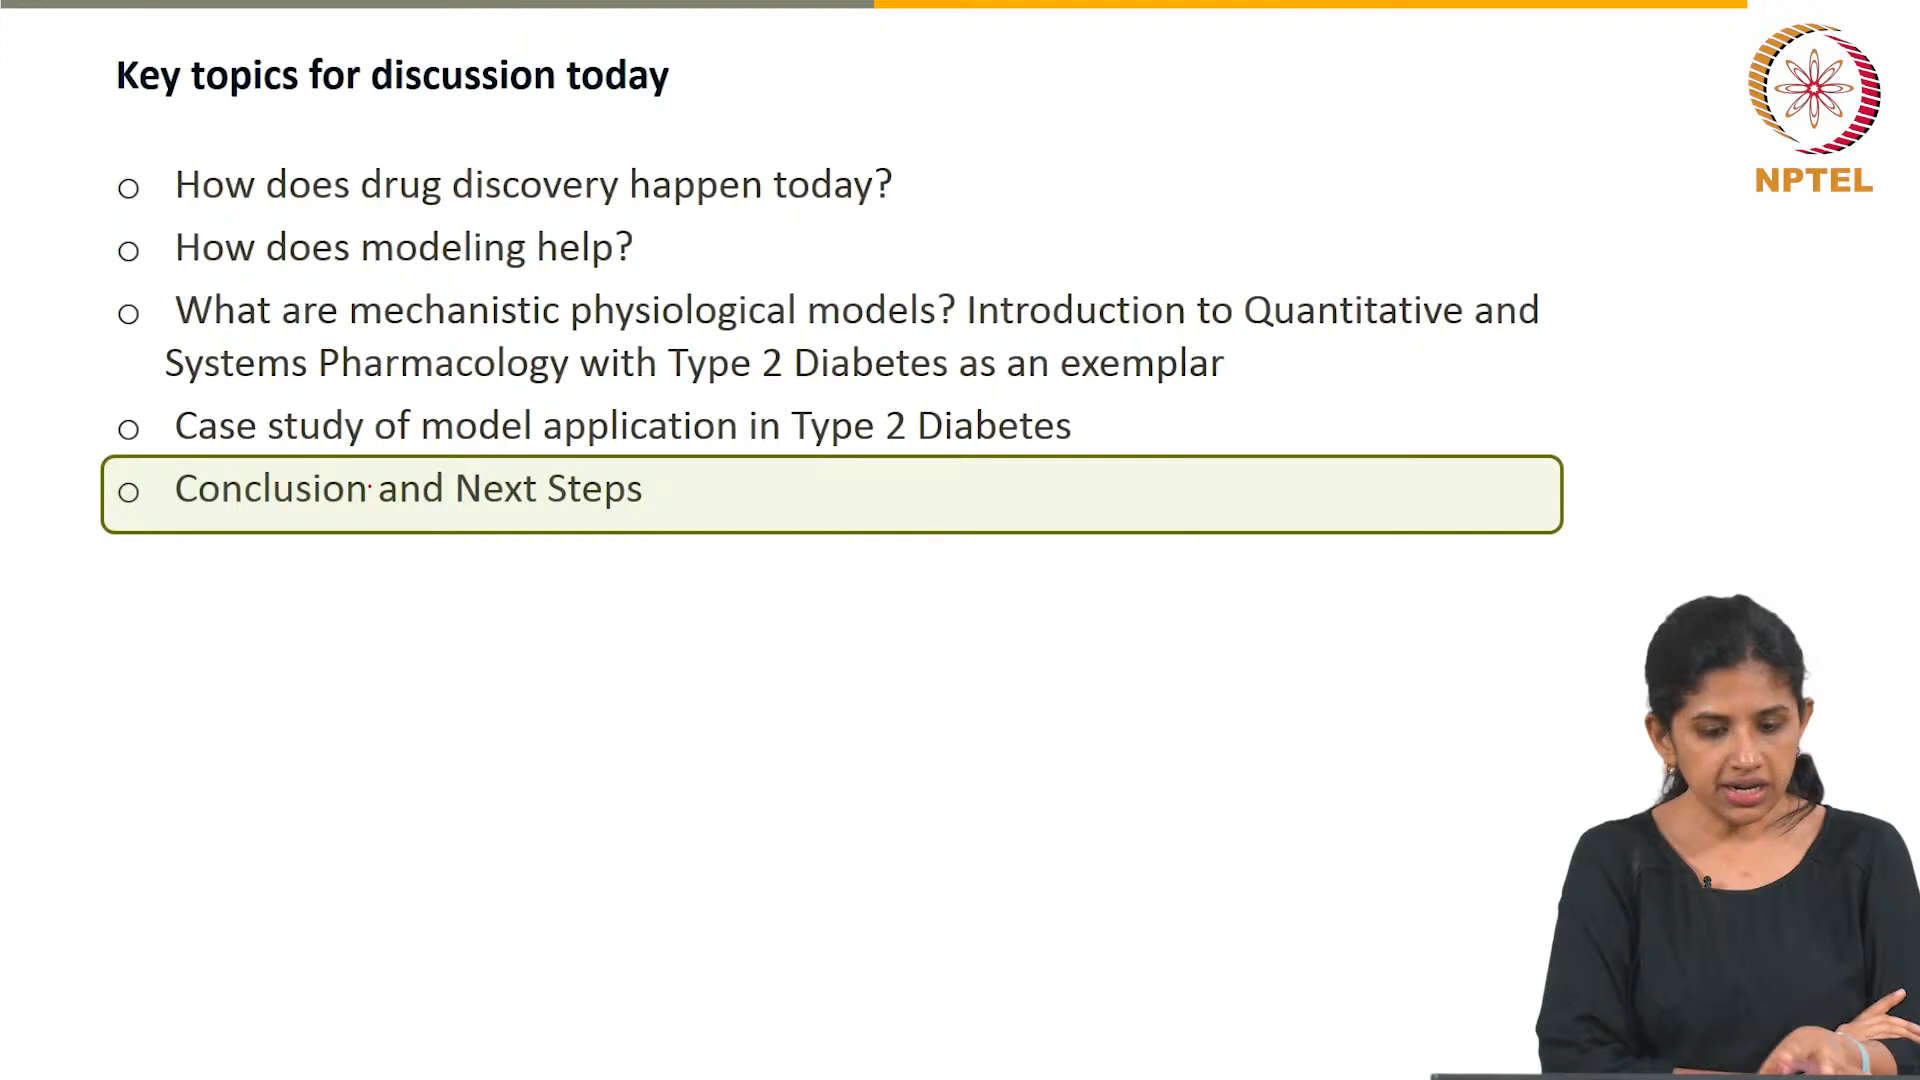 Key topics for discussion today
NPTEL
o How does drug discovery happen today?
o How does modeling help?
o What are mechanistic physiological models? Introduction to Quantitative and
Systems Pharmacology with Type 2 Diabetes as an exemplar
o Case study of model application in Type 2 Diabetes
o Conclusion and Next Steps